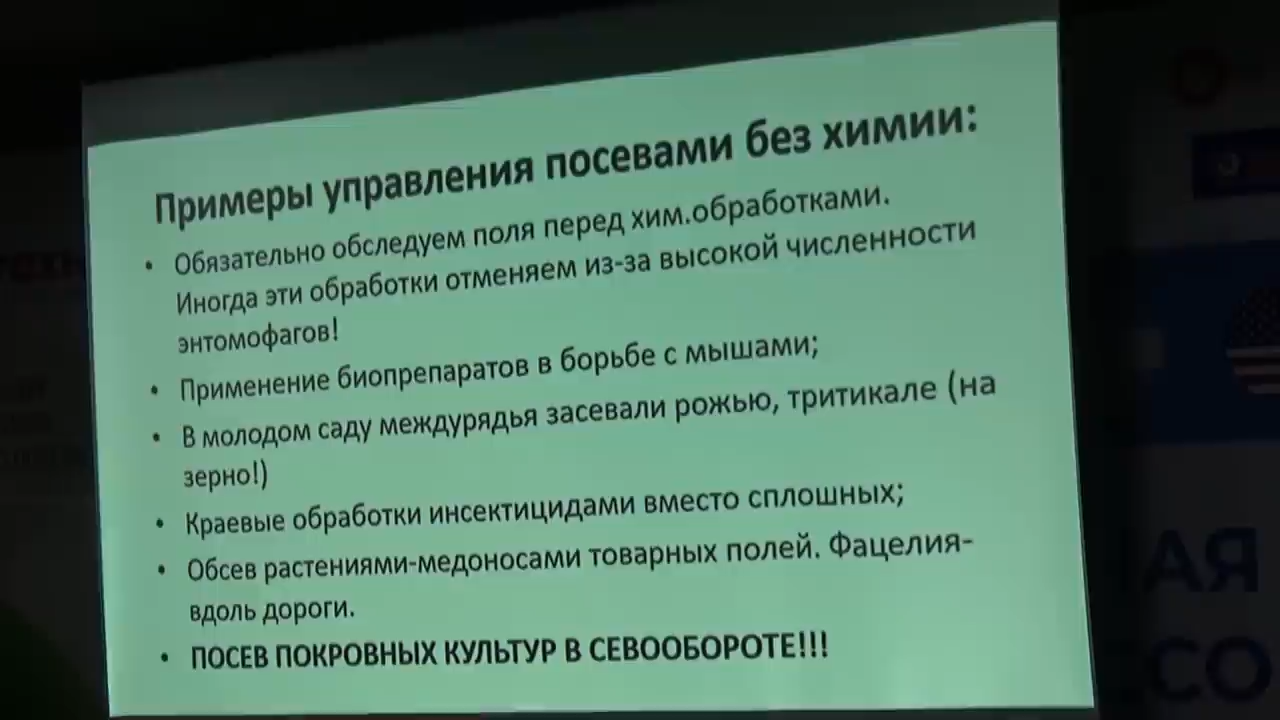 Примеры управления посевами без химии:
• Обязательно обследуем поля перед хим.обработками.
Иногда эти обработки отменяем из-за высокой численности
энтомофагов!
• Применение биопрепаратов в борьбе с мышами;
• В молодом саду междурядья засевали рожью, тритикале (на
зерно!)
• Краевые обработки инсектицидами вместо сплошных;
• Обсев растениями-медоносами товарных полей. Фацелия-
вдоль дороги.
• ПОСЕВ ПОКРОВНЫХ КУЛЬТУР В СЕВООБОРОТЕ!!!
АЯ
СО